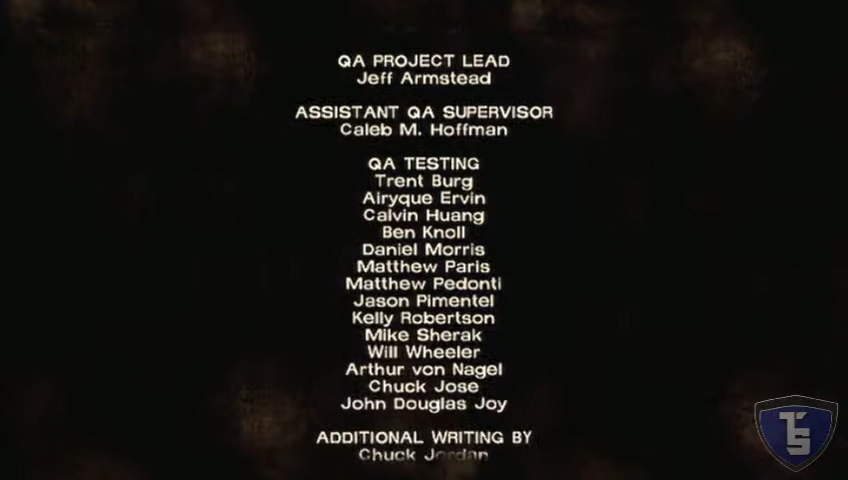 QA PROJECT LEAD
Jeff Armstead
ASSISTANT QA SUPERVISOR
Caleb M. Hoffman
QA TESTING
Trent Burg
Airyque Ervin
Calvin Huang
Ben Knoll
Daniel Morris
Matthew Paris
Matthew Pedonti
Jason Pimentel
Kelly Robertson
Mike Sherak
Will Wheeler
Arthur von Nagel
Chuck Jose
John Douglas Joy
ADDITIONAL WRITING BY
Chuck Jordan